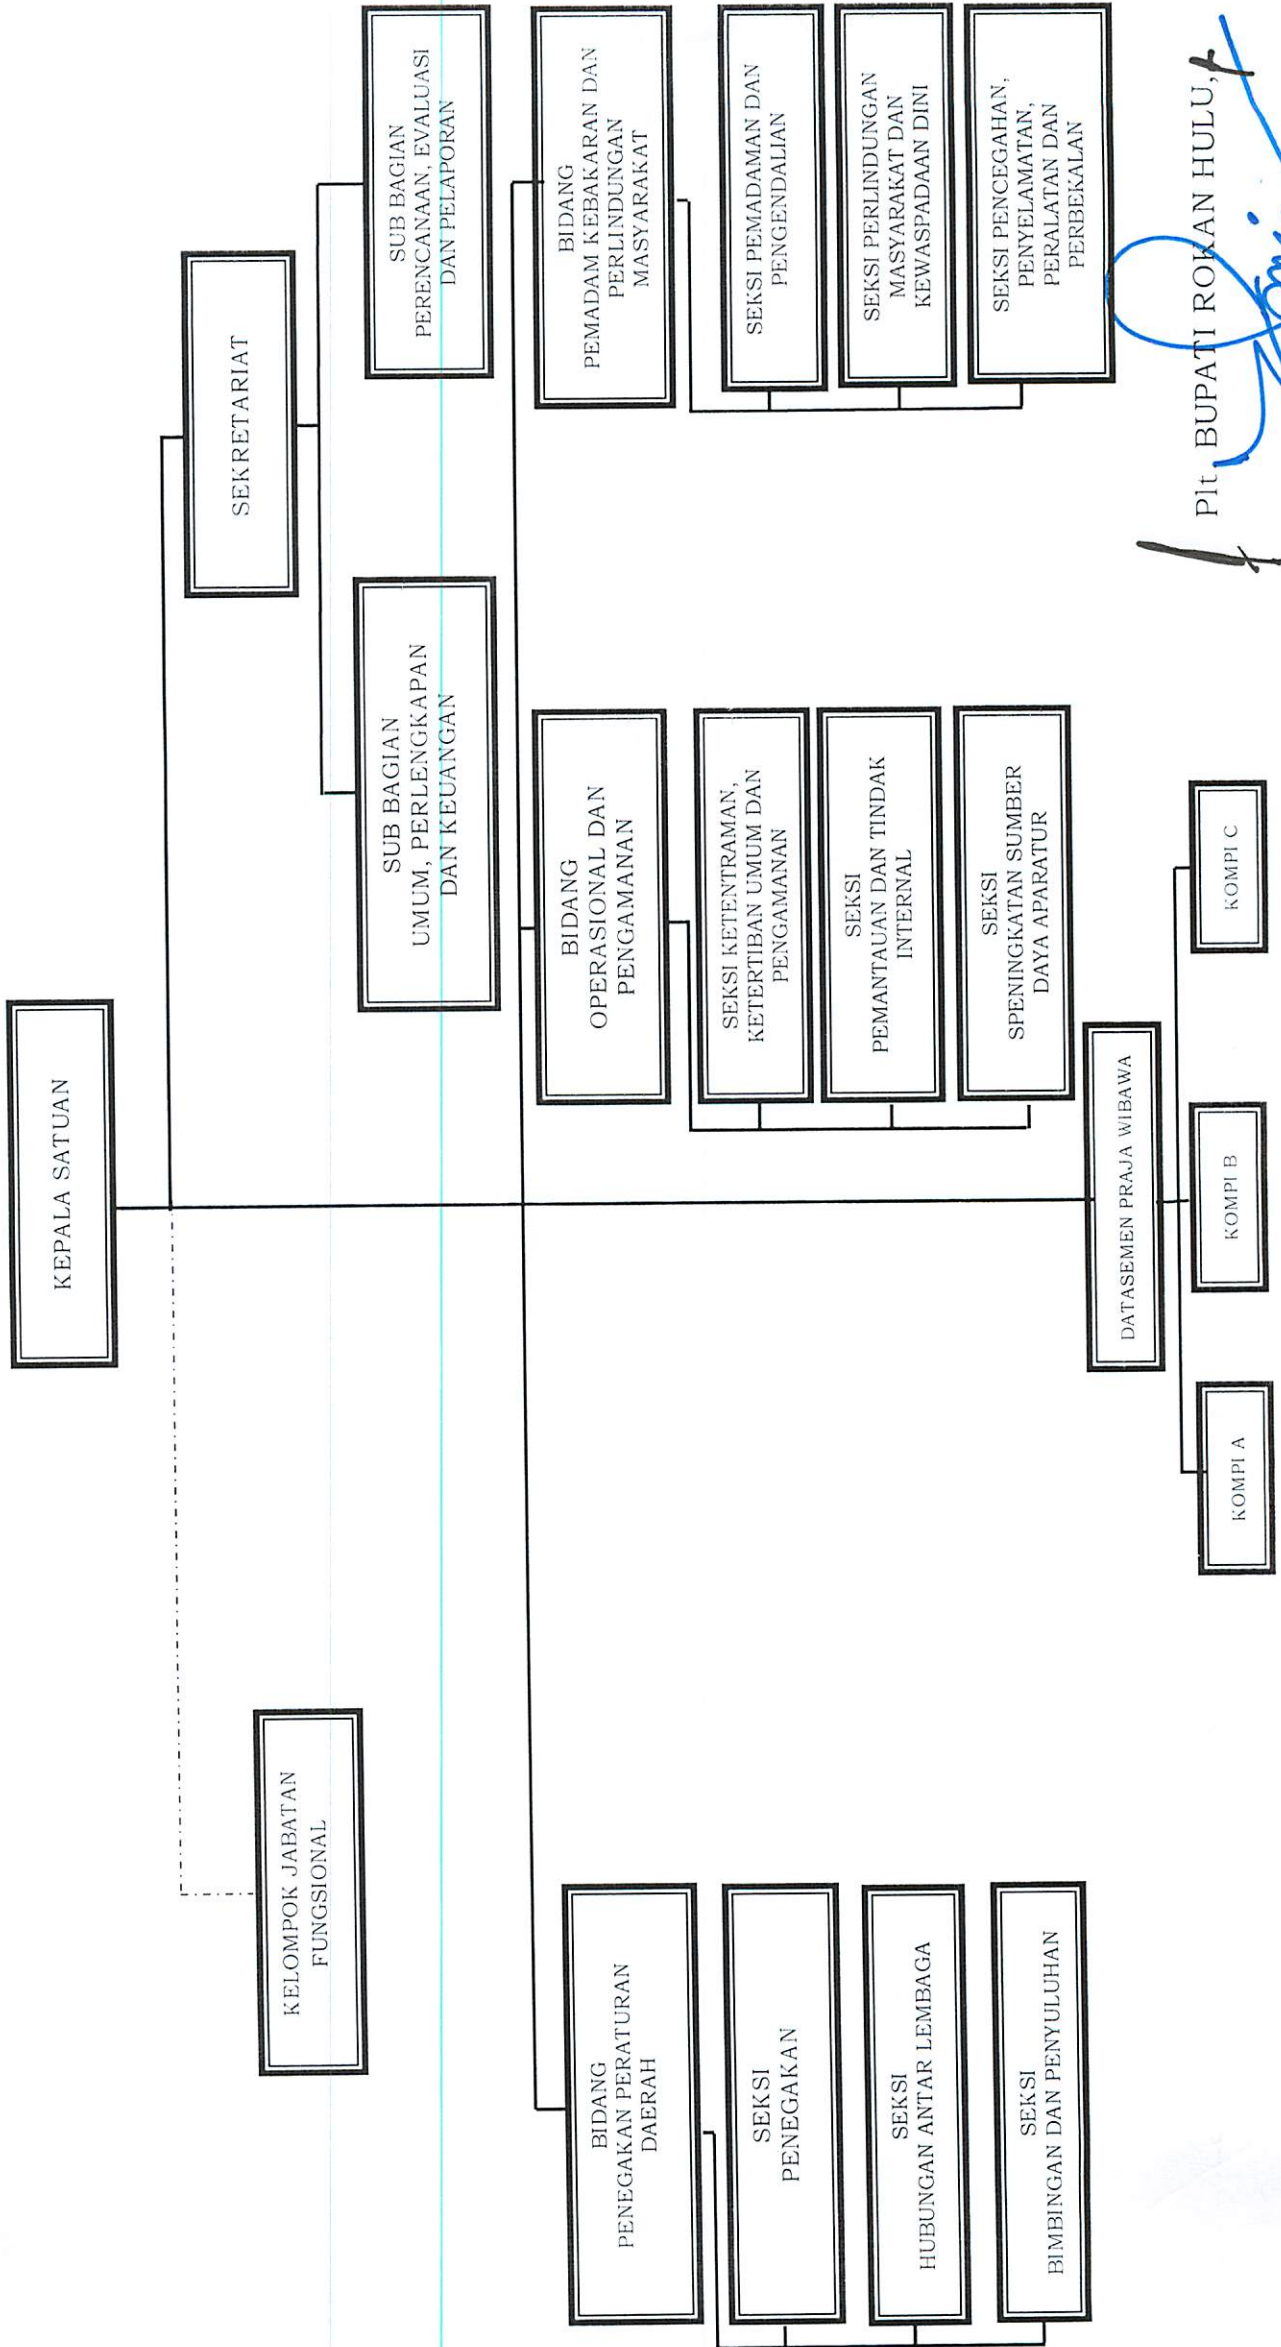 KEPALA SATUAN
SEKRETARIAT
KELOMPOK JABATAN
FUNGSIONAL
SUB BAGIAN
UMUM, PERLENGKAPAN
DAN KEUANGAN
SUB BAGIAN
PERENCANAAN, EVALUASI
DAN PELAPORAN
BIDANG
PENEGAKAN PERATURAN
DAERAH
SEKSI
PENEGAKAN
SEKSI
HUBUNGAN ANTAR LEMBAGA
SEKSI
BIMBINGAN DAN PENYULUHAN
BIDANG
OPERASIONAL DAN
PENGAMANAN
SEKSI KETENTRAMAN,
KETERTIBAN UMUM DAN
PENGAMANAN
SEKSI
PEMANTAUAN DAN TINDAK
INTERNAL
SEKSI
SPENINGKATAN SUMBER
DAYA APARATUR
BIDANG
PEMADAM KEBAKARAN DAN
PERLINDUNGAN
MASYARAKAT
SEKSI PEMADAMAN DAN
PENGENDALIAN
SEKSI PERLINDUNGAN
MASYARAKAT DAN
KEWASPADAAN DINI
SEKSI PENCEGAHAN,
PENYELAMATAN,
PERALATAN DAN
PERBEKALAN
DATASEMEN PRAJA WIBAWA
KOMPI A
KOMPI B
KOMPI C
Plt BUPATI ROKAN HULU,